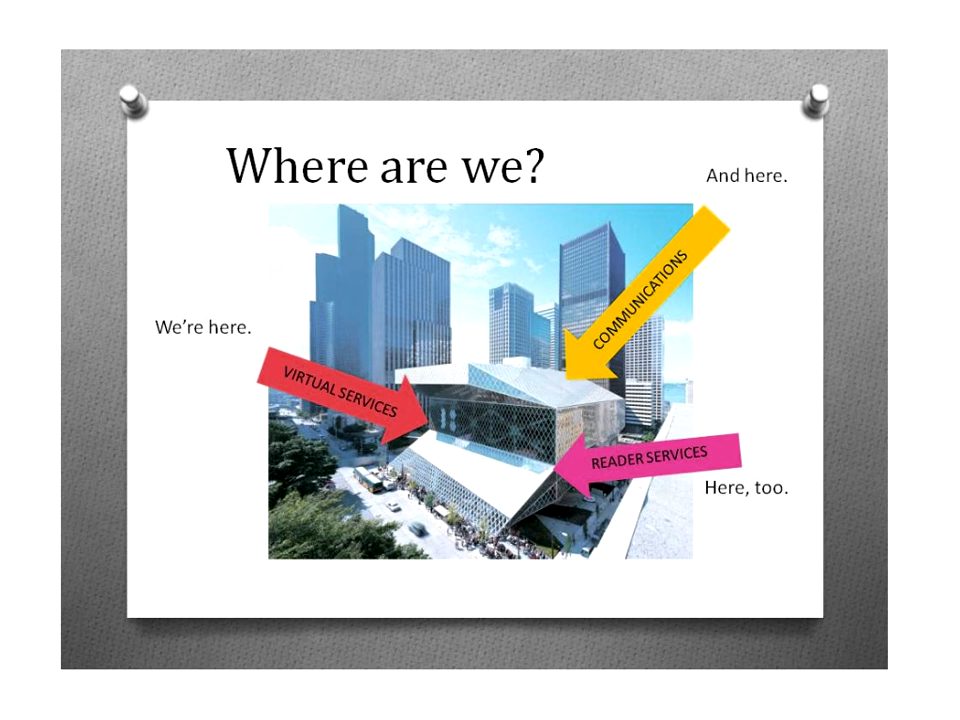 Where are we?
And here.
COMMUNICATIONS
We’re here.
VIRTUAL SERVICES
READER SERVICES
Here, too.